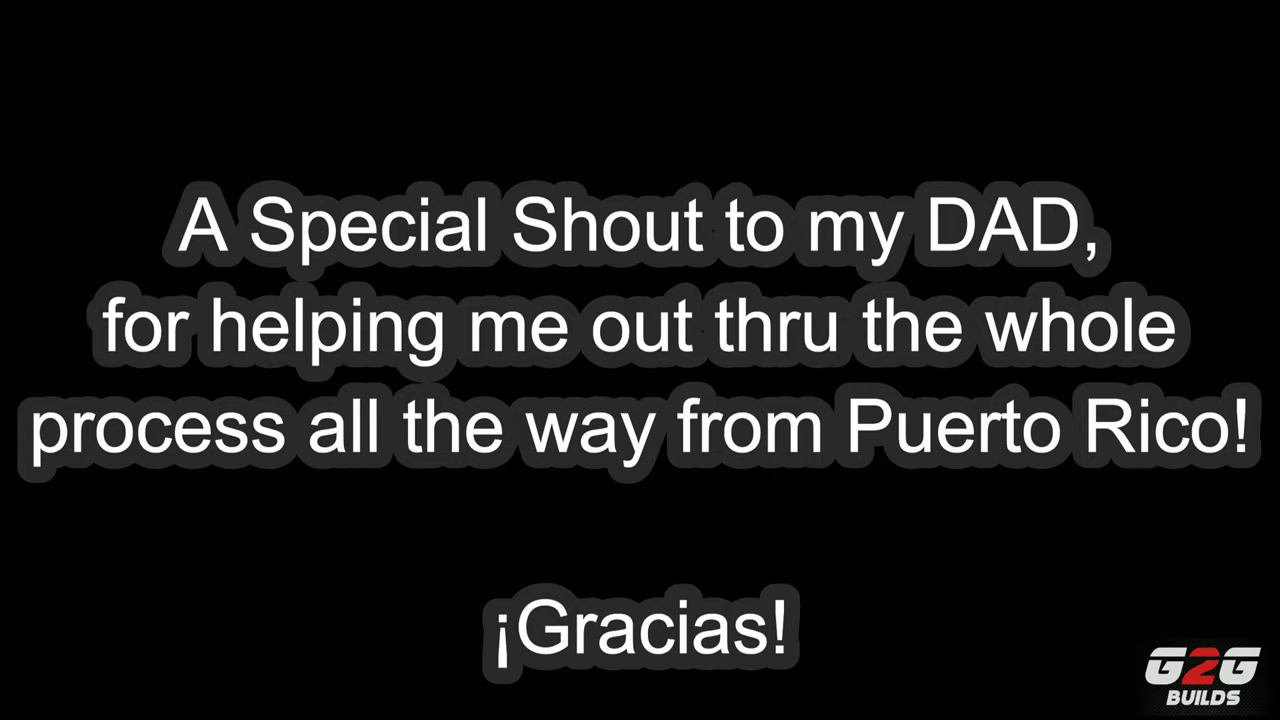 A Special Shout to my DAD,
for helping me out thru the whole
process all the way from Puerto Rico!
¡Gracias!
G2G
BUILDS